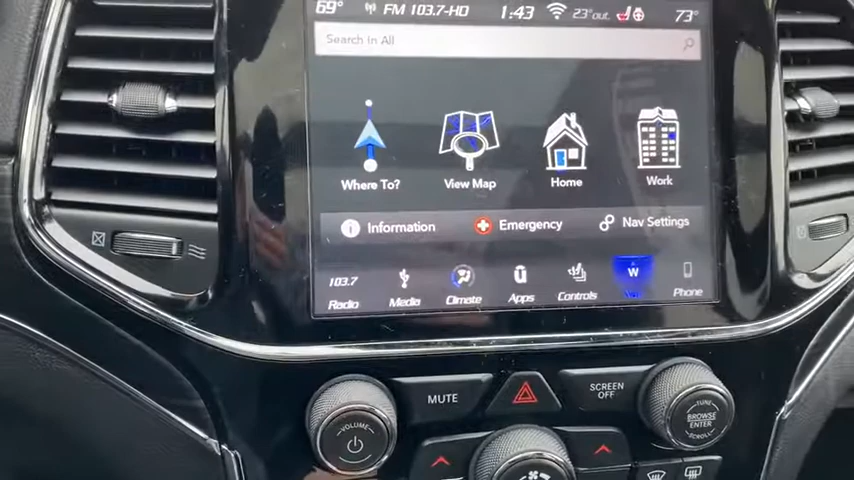 69° FM 103.7-HD 1:43 23°out. 73°
Search in All
Where To? View Map Home Work
Information Emergency Nav Settings
103.7 W
Radio Media Climate Apps Controls Nav Phone
MUTE SCREEN OFF
VOLUME
TUNE
BROWSE
ENTER
SCROLL